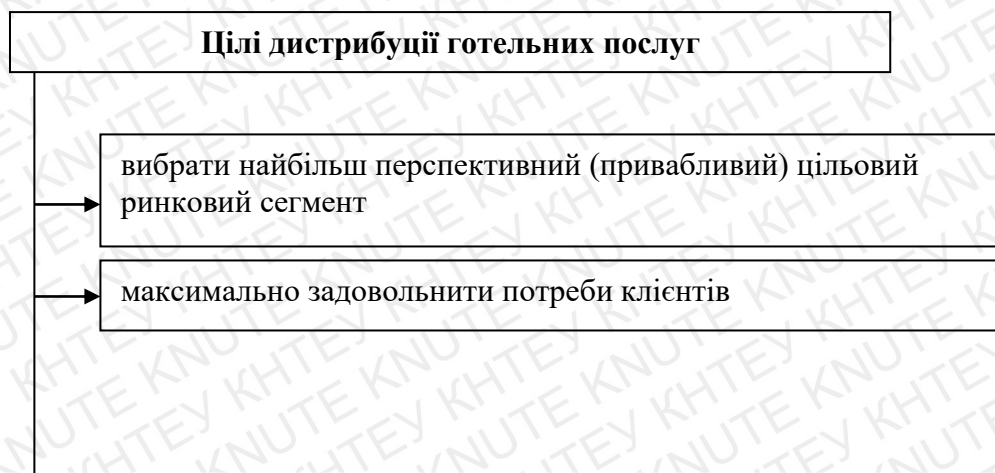 Цілі дистрибуції готельних послуг
вибрати найбільш перспективний (привабливий) цільовий
ринковий сегмент
максимально задовольнити потреби клієнтів